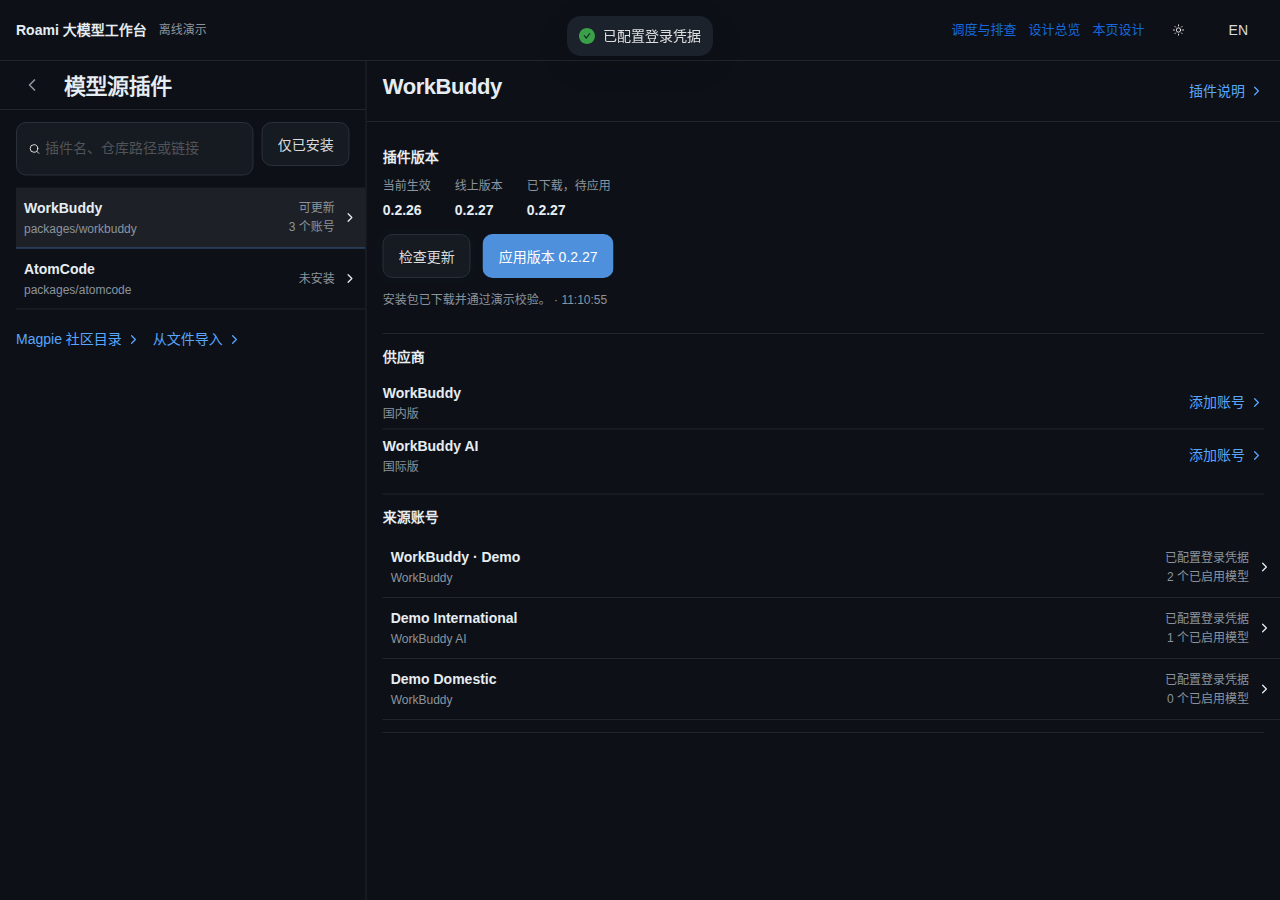 Roami 大模型工作台 离线演示
已配置登录凭据
调度与排查 设计总览 本页设计 EN
模型源插件
插件名、仓库路径或链接 仅已安装
WorkBuddy
packages/workbuddy
可更新
3 个账号
AtomCode
packages/atomcode
未安装
Magpie 社区目录 从文件导入
WorkBuddy
插件说明
插件版本
当前生效 线上版本 已下载，待应用
0.2.26 0.2.27 0.2.27
检查更新 应用版本 0.2.27
安装包已下载并通过演示校验。 · 11:10:55
供应商
WorkBuddy
国内版
添加账号
WorkBuddy AI
国际版
添加账号
来源账号
WorkBuddy · Demo
WorkBuddy
已配置登录凭据
2 个已启用模型
Demo International
WorkBuddy AI
已配置登录凭据
1 个已启用模型
Demo Domestic
WorkBuddy
已配置登录凭据
0 个已启用模型